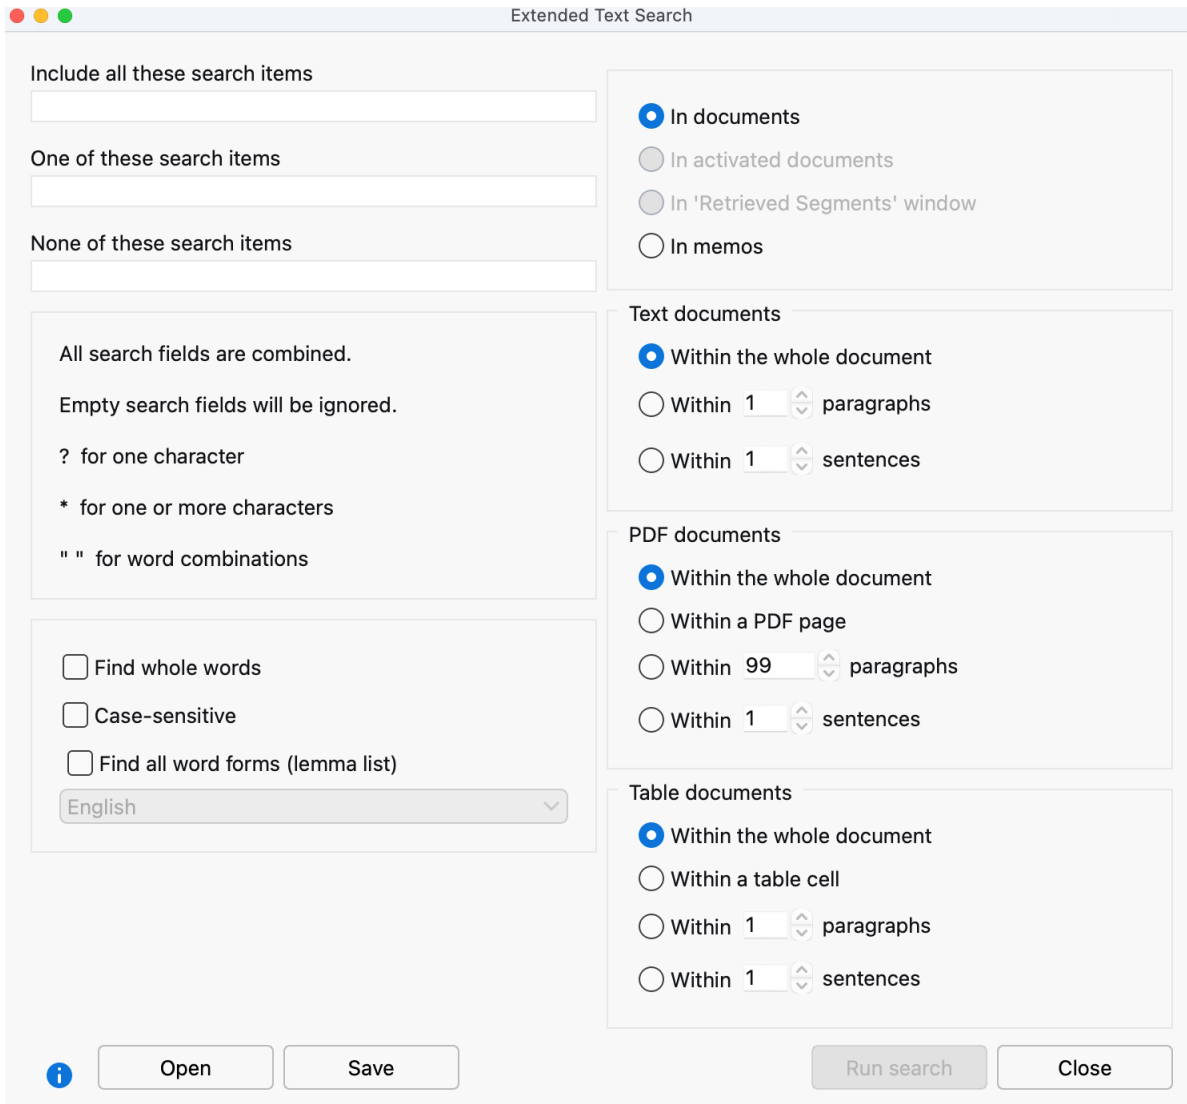 Extended Text Search
Include all these search items
One of these search items
None of these search items
All search fields are combined.
Empty search fields will be ignored.
? for one character
* for one or more characters
" " for word combinations
Find whole words
Case-sensitive
Find all word forms (lemma list)
English
In documents
In activated documents
In 'Retrieved Segments' window
In memos
Text documents
Within the whole document
Within 1 paragraphs
Within 1 sentences
PDF documents
Within the whole document
Within a PDF page
Within 99 paragraphs
Within 1 sentences
Table documents
Within the whole document
Within a table cell
Within 1 paragraphs
Within 1 sentences
Open Save Run search Close